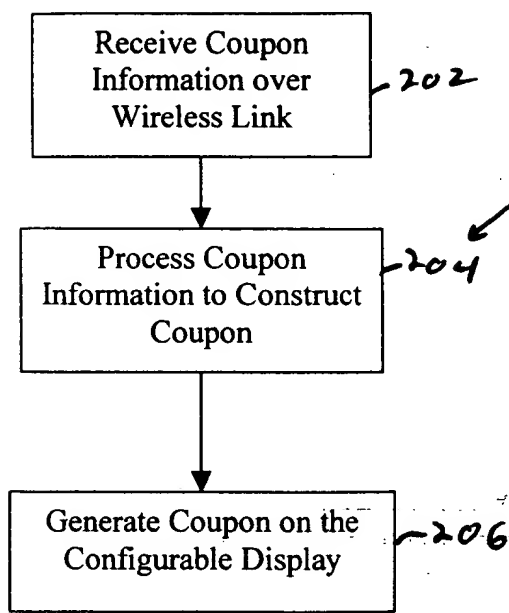 Receive Coupon
Information over
Wireless Link
202
Process Coupon
Information to Construct
Coupon
204
Generate Coupon on the
Configurable Display
206